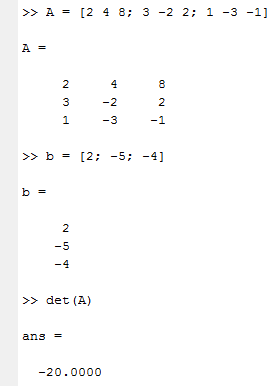 >> A = [2 4 8; 3 -2 2; 1 -3 -1]
A =
2 4 8
3 -2 2
1 -3 -1
>> b = [2; -5; -4]
b =
2
-5
-4
>> det(A)
ans =
-20.0000